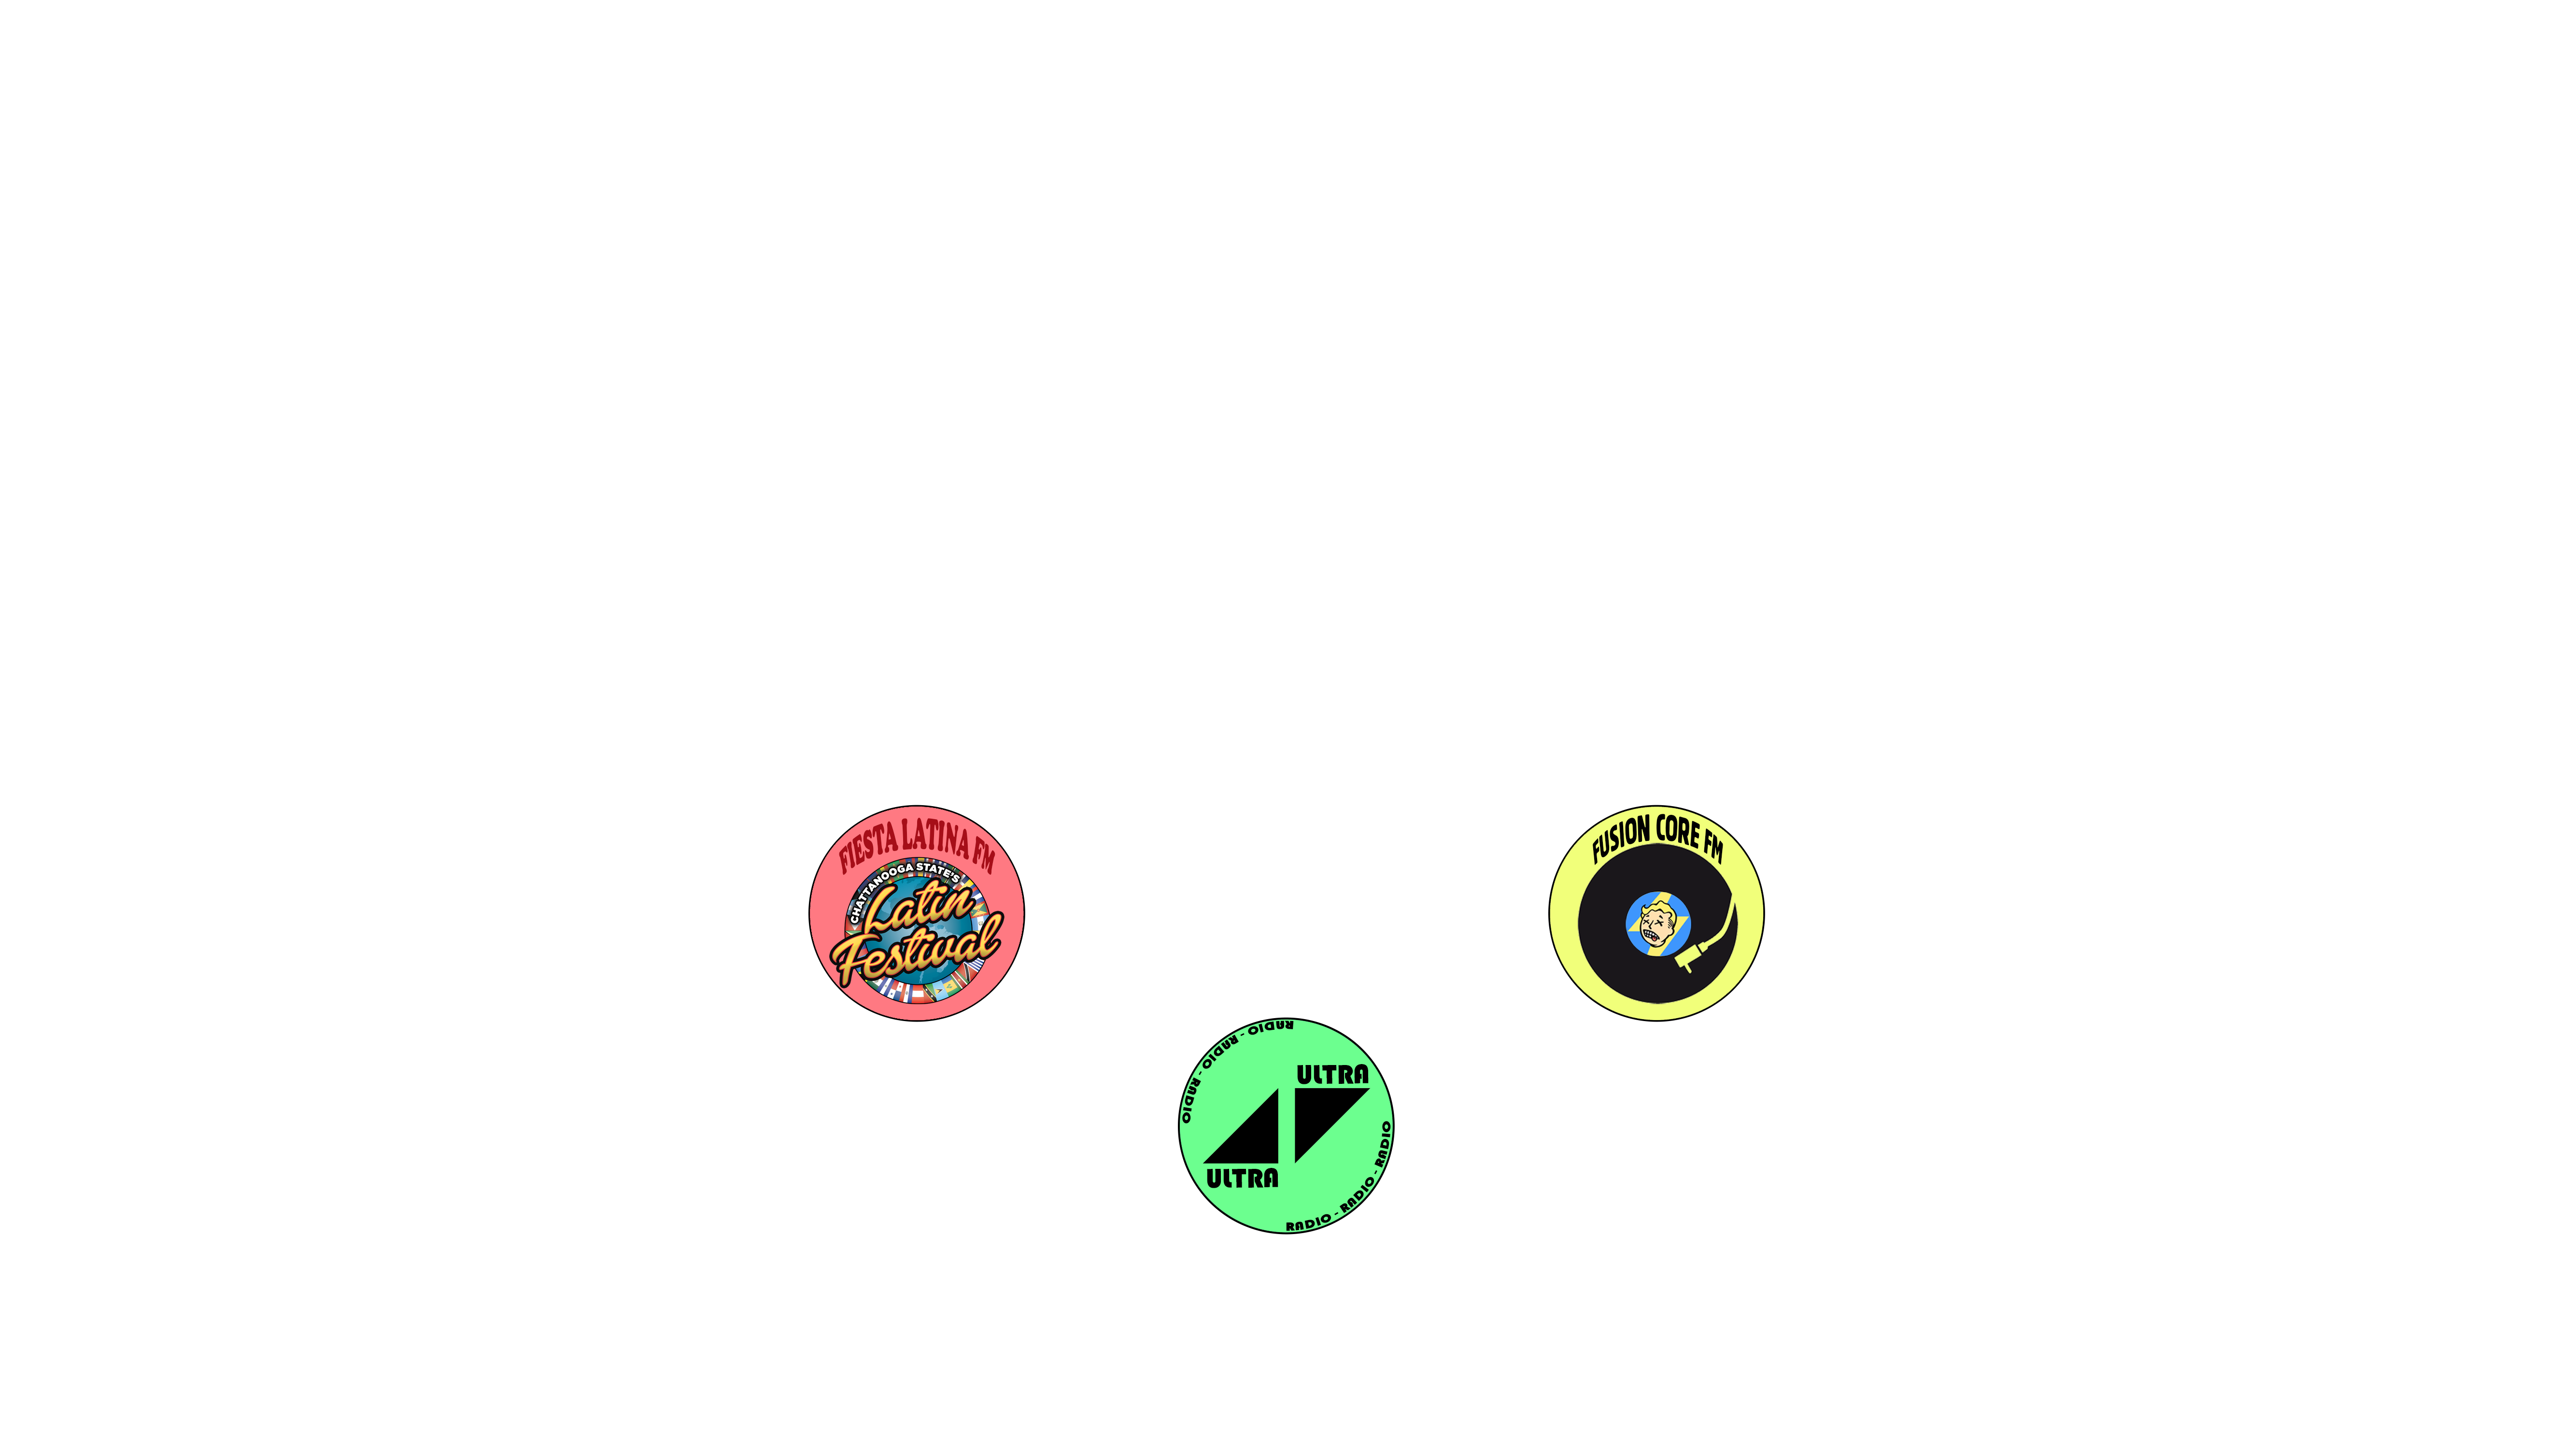 FIESTA LATINA FM
CHATTANOOGA STATE'S
Latin
Festival
FUSION CORE FM
RADIO - RADIO - RADIO
ULTRA
ULTRA
RADIO - RADIO - RADIO